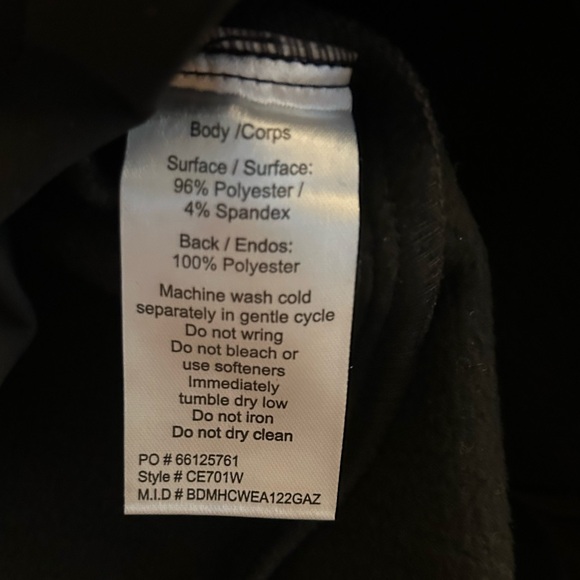 Body /Corps
Surface / Surface:
96% Polyester /
4% Spandex
Back / Endos:
100% Polyester
Machine wash cold
separately in gentle cycle
Do not wring
Do not bleach or
use softeners
Immediately
tumble dry low
Do not iron
Do not dry clean
PO # 66125761
Style # CE701W
M.I.D # BDMHCWEA122GAZ